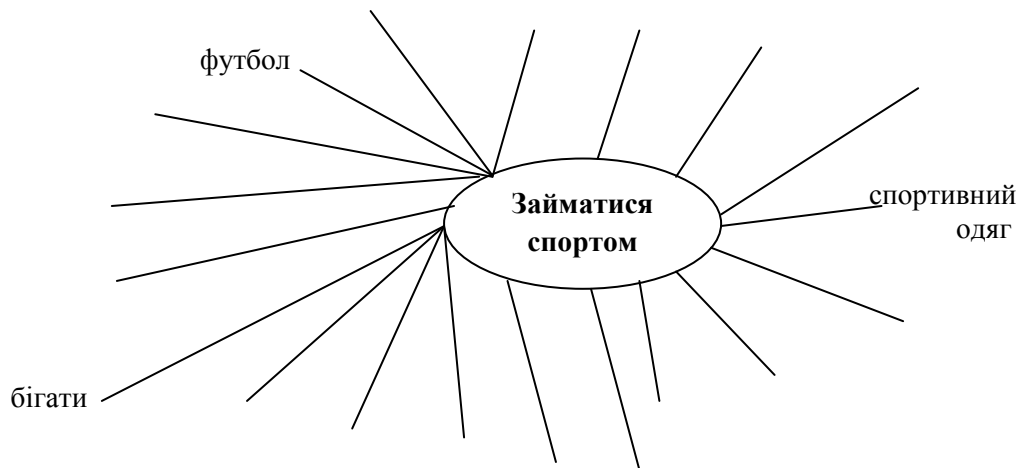 футбол
Займатися
спортом
спортивний
одяг
бігати